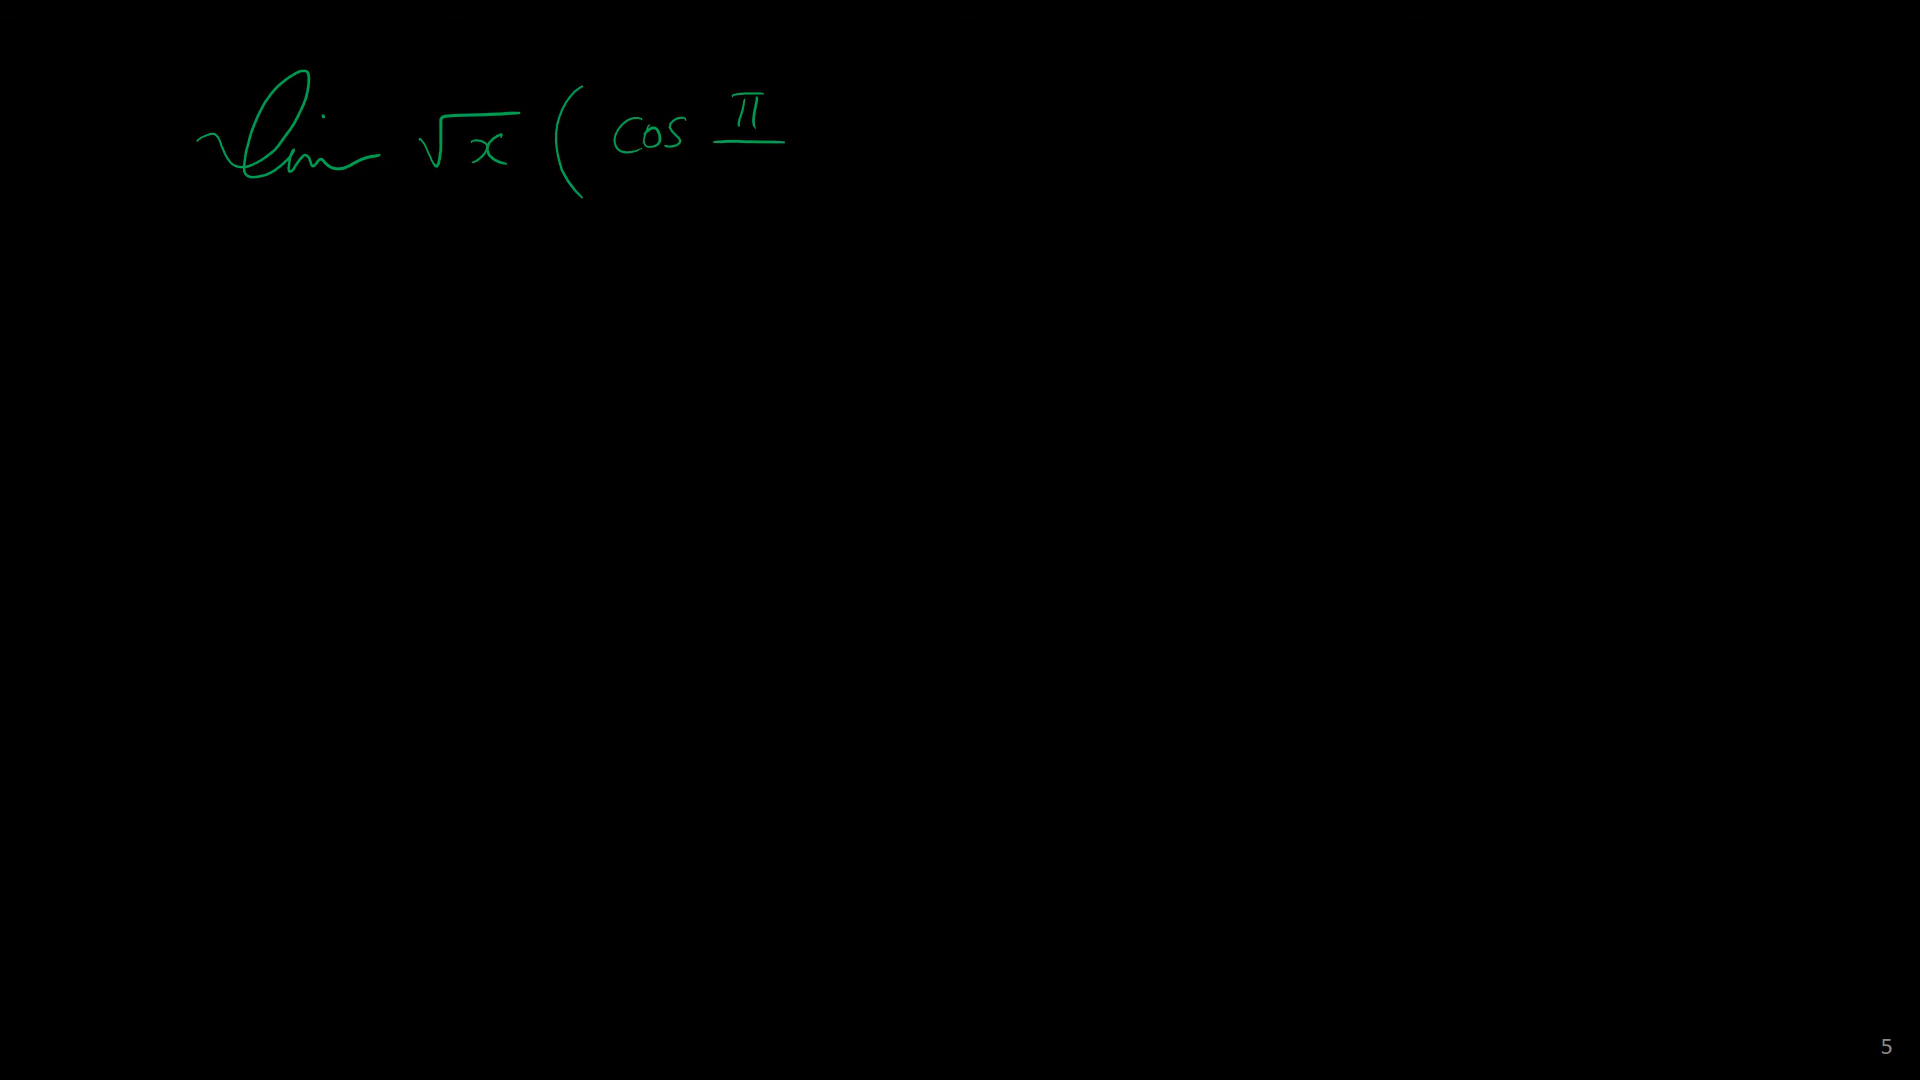 lim √x ( cos π/
5